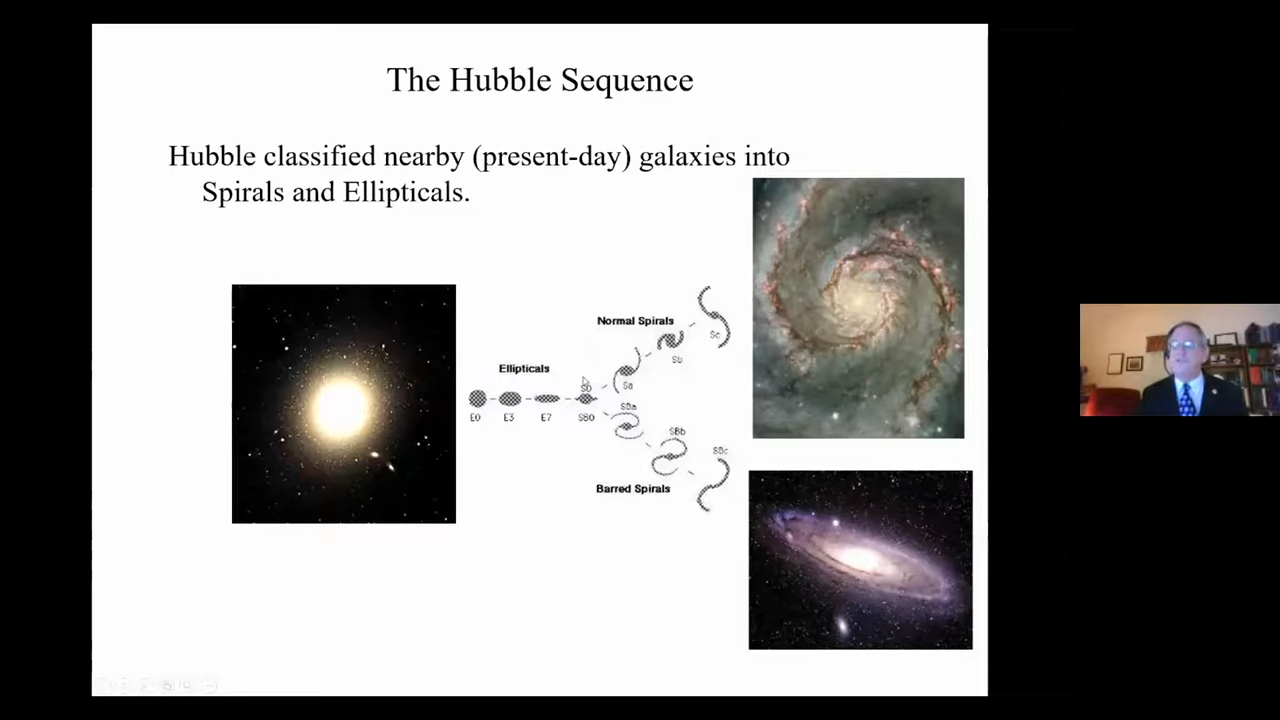 The Hubble Sequence
Hubble classified nearby (present-day) galaxies into
Spirals and Ellipticals.
Normal Spirals
Sc
Sb
Ellipticals
S0
Sa
E0 E3 E7 SB0
SBa
SBb
SBc
Barred Spirals